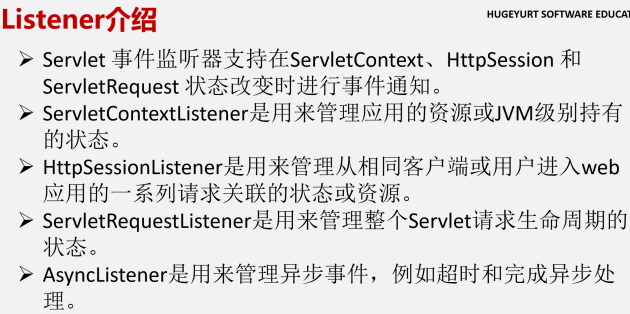 Listener介绍
HUGEYURT SOFTWARE EDUCAT
➢ Servlet 事件监听器支持在ServletContext、HttpSession 和
ServletRequest 状态改变时进行事件通知。
➢ ServletContextListener是用来管理应用的资源或JVM级别持有
的状态。
➢ HttpSessionListener是用来管理从相同客户端或用户进入web
应用的一系列请求关联的状态或资源。
➢ ServletRequestListener是用来管理整个Servlet请求生命周期的
状态。
➢ AsyncListener是用来管理异步事件，例如超时和完成异步处
理。